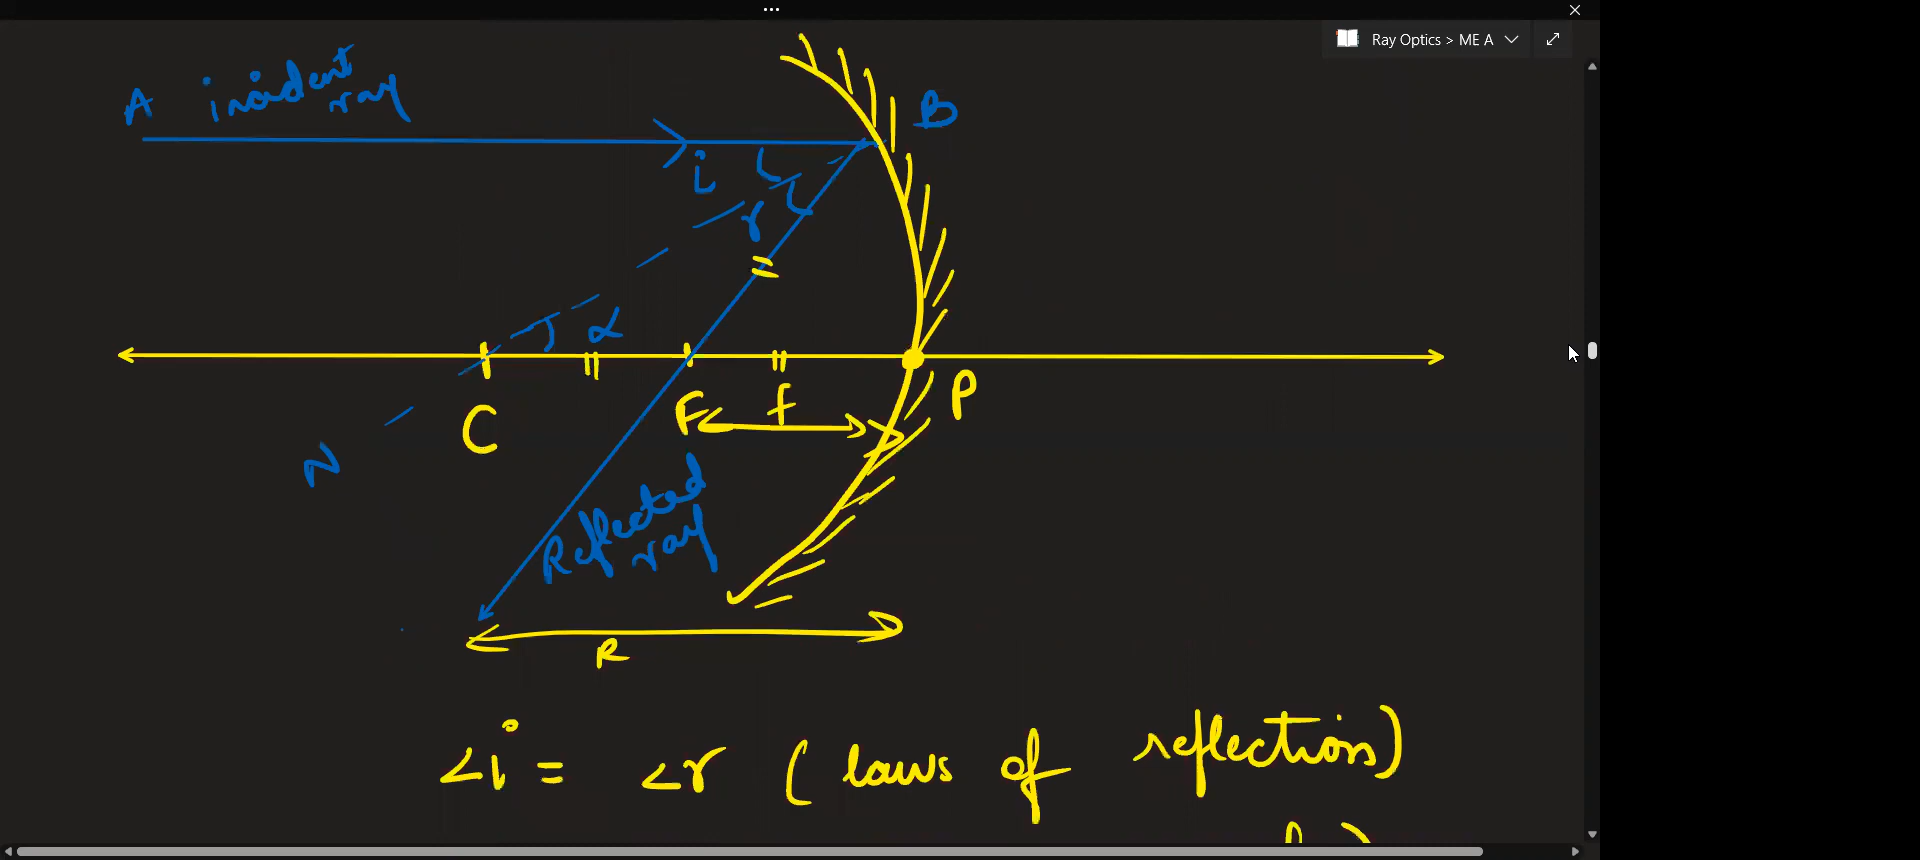 Ray Optics > ME A
A incident
ray
B
i
r
α
C
F
f
P
N
Reflected
ray
R
<i = <r (laws of reflection)